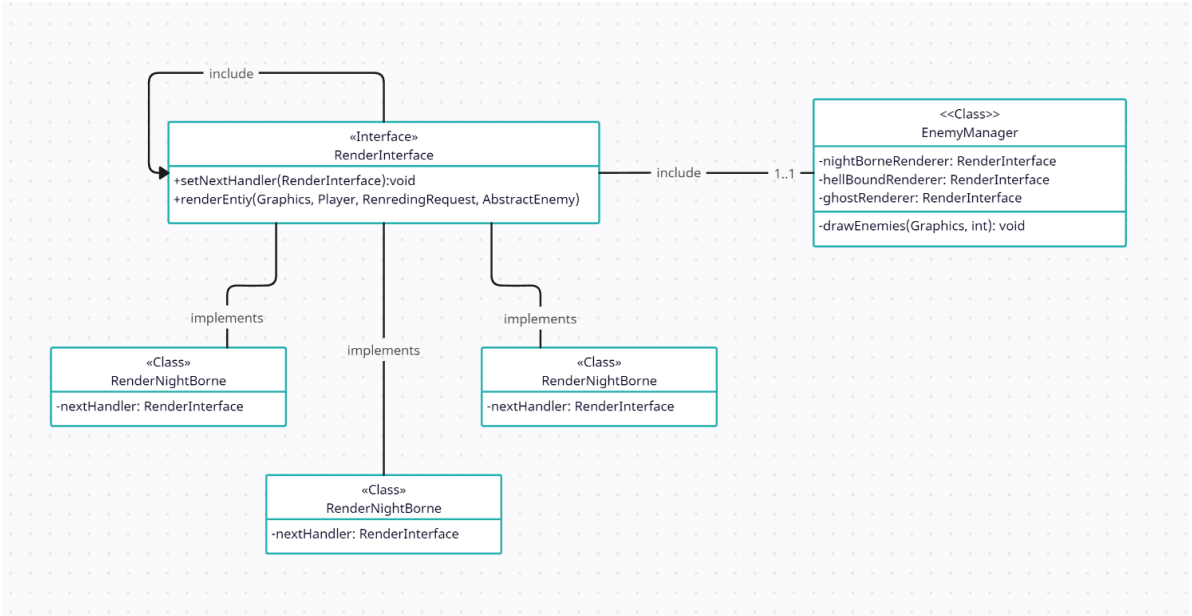 include
«Interface»
RenderInterface
+setNextHandler(RenderInterface):void
+renderEntiy(Graphics, Player, RenredingRequest, AbstractEnemy)
include
1..1
<<Class>>
EnemyManager
-nightBorneRenderer: RenderInterface
-hellBoundRenderer: RenderInterface
-ghostRenderer: RenderInterface
-drawEnemies(Graphics, int): void
implements
implements
implements
«Class»
RenderNightBorne
-nextHandler: RenderInterface
«Class»
RenderNightBorne
-nextHandler: RenderInterface
«Class»
RenderNightBorne
-nextHandler: RenderInterface